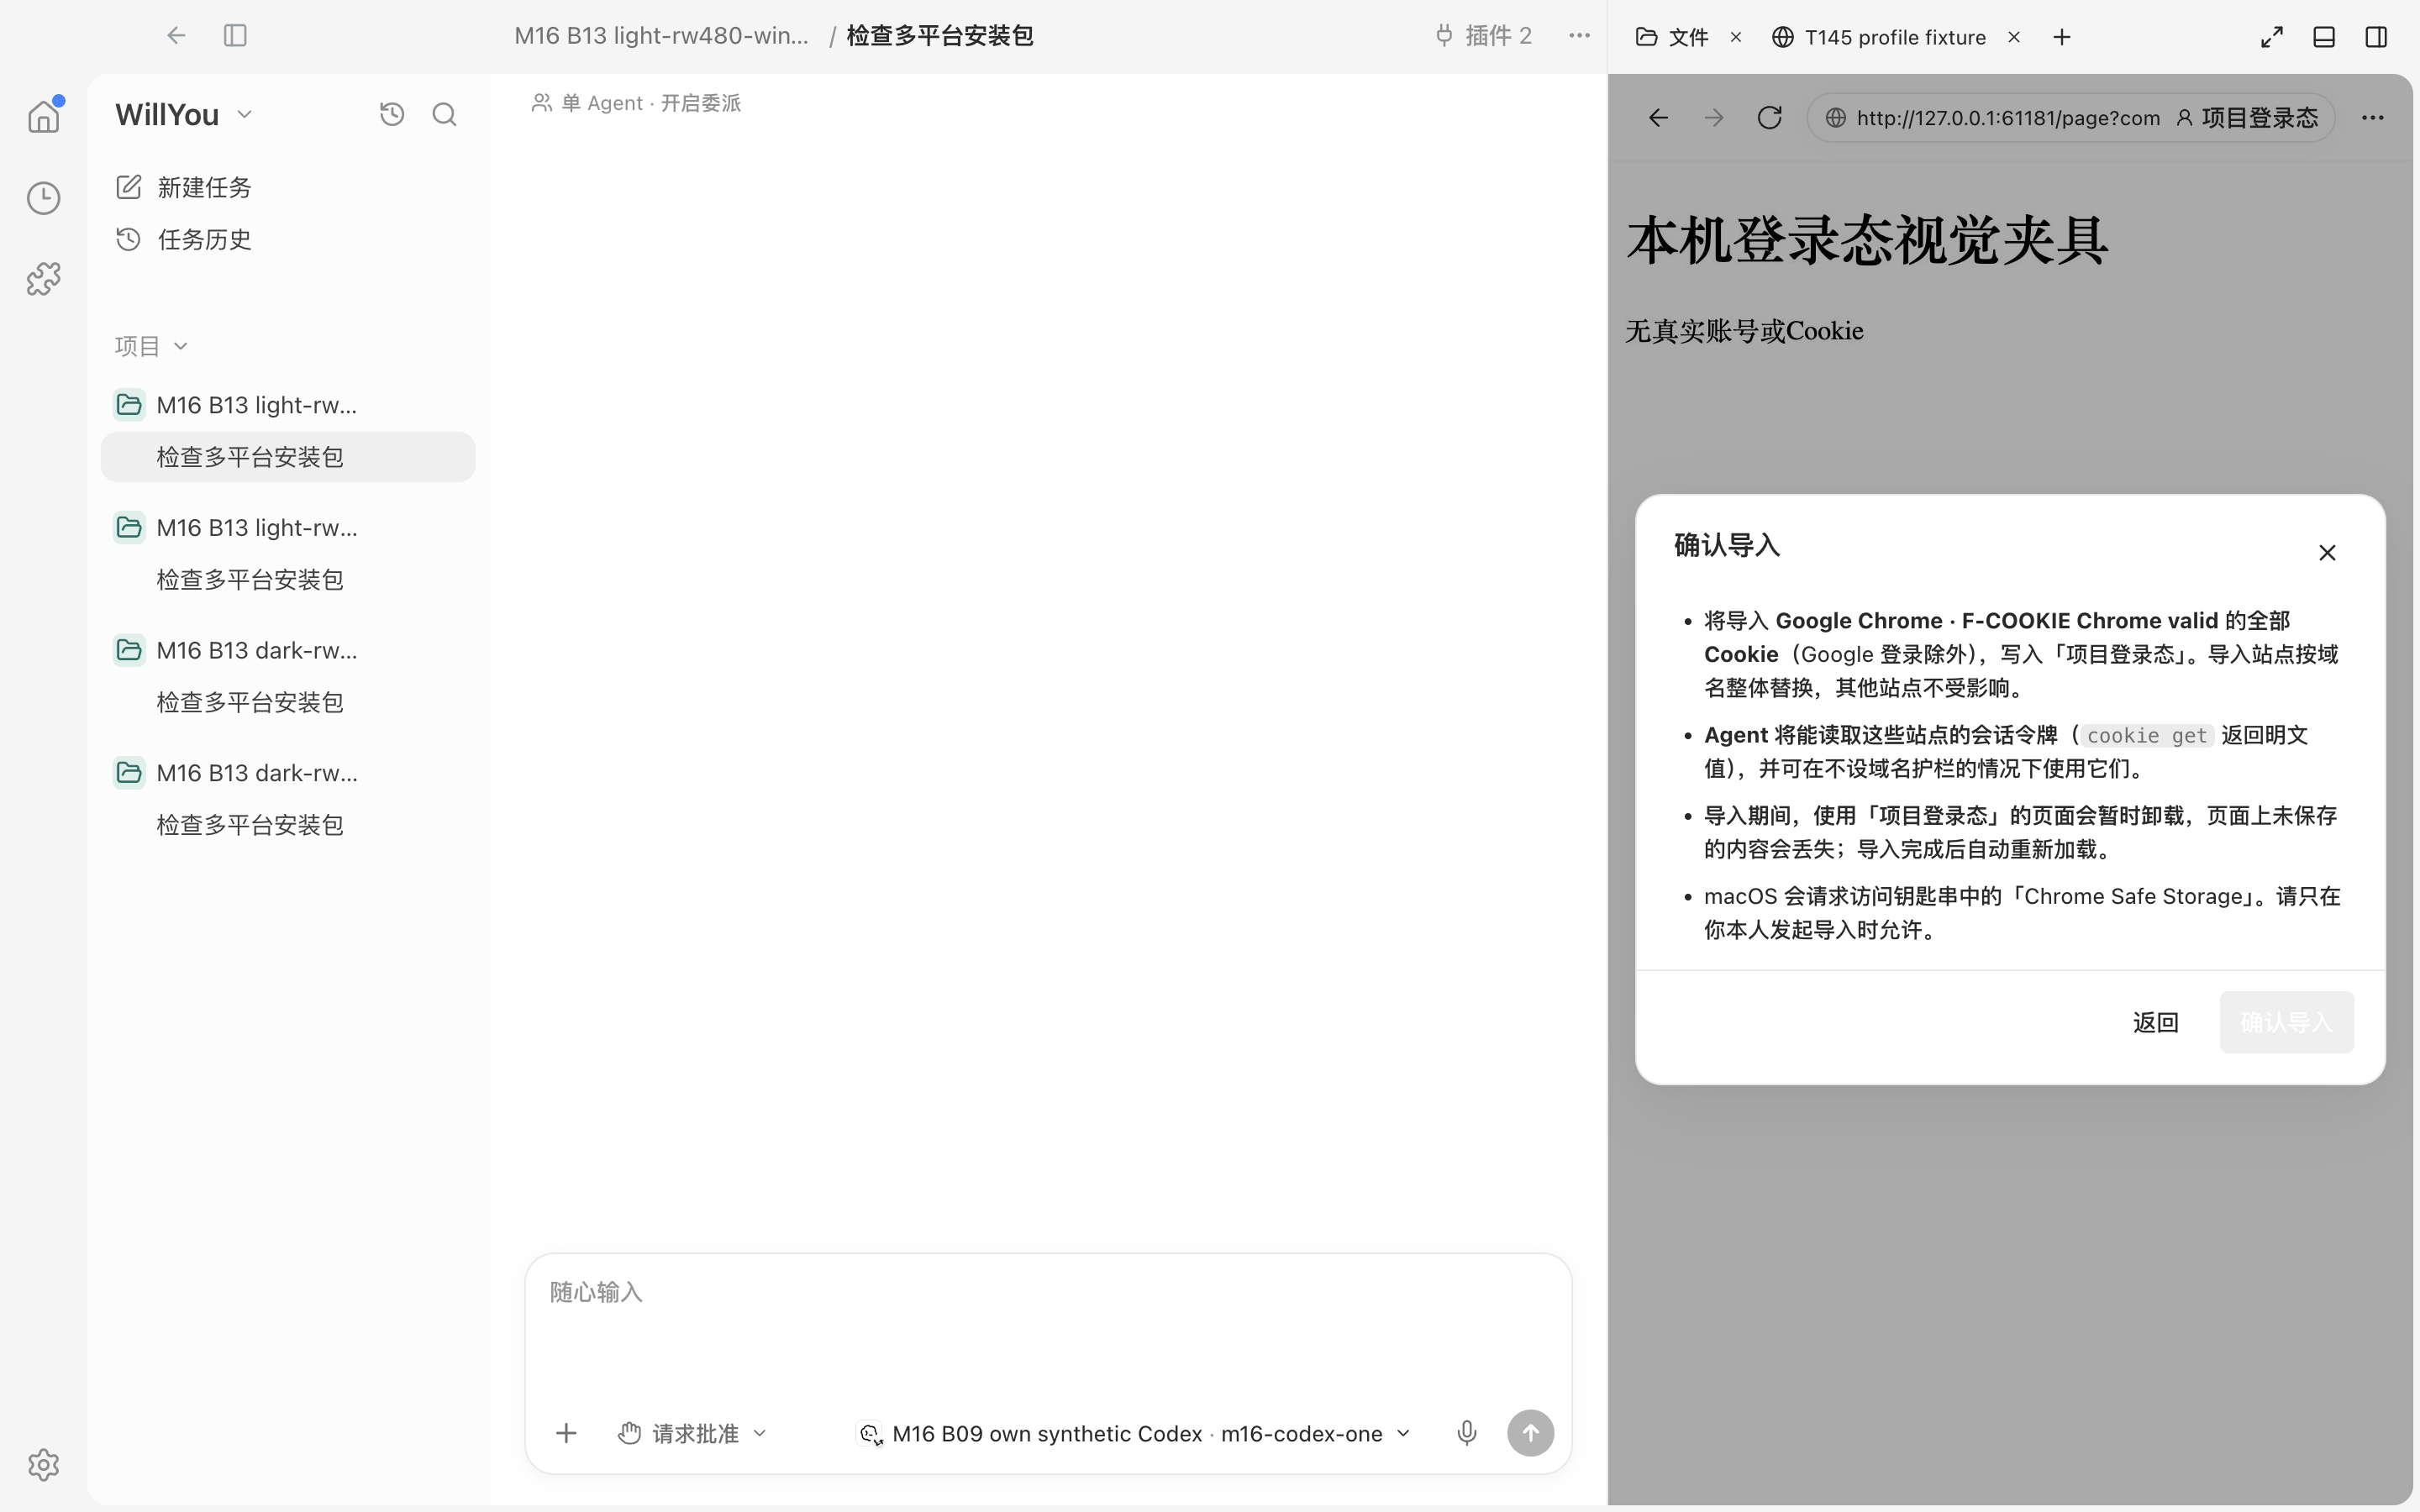 M16 B13 light-rw480-win... / 检查多平台安装包
插件 2
文件
T145 profile fixture
WillYou
新建任务
任务历史
项目
M16 B13 light-rw...
检查多平台安装包
M16 B13 light-rw...
检查多平台安装包
M16 B13 dark-rw...
检查多平台安装包
M16 B13 dark-rw...
检查多平台安装包
单 Agent · 开启委派
随心输入
请求批准
M16 B09 own synthetic Codex · m16-codex-one
http://127.0.0.1:61181/page?com
项目登录态
本机登录态视觉夹具
无真实账号或Cookie
确认导入
将导入 Google Chrome · F-COOKIE Chrome valid 的全部
Cookie（Google 登录除外），写入「项目登录态」。导入站点按域
名整体替换，其他站点不受影响。
Agent 将能读取这些站点的会话令牌（cookie get 返回明文
值），并可在不设域名护栏的情况下使用它们。
导入期间，使用「项目登录态」的页面会暂时卸载，页面上未保存
的内容会丢失；导入完成后自动重新加载。
macOS 会请求访问钥匙串中的「Chrome Safe Storage」。请只在
你本人发起导入时允许。
返回
确认导入